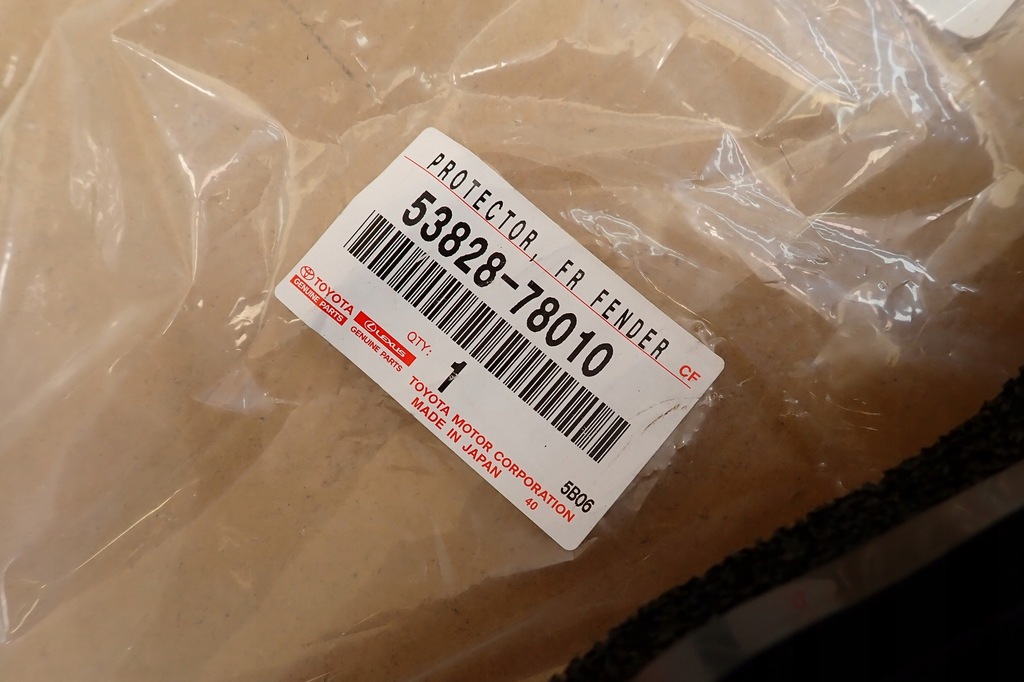 PROTECTOR, FR FENDER CF
53828-78010
TOYOTA
GENUINE PARTS
LEXUS
GENUINE PARTS
QTY:
1
TOYOTA MOTOR CORPORATION
MADE IN JAPAN
40
5B06